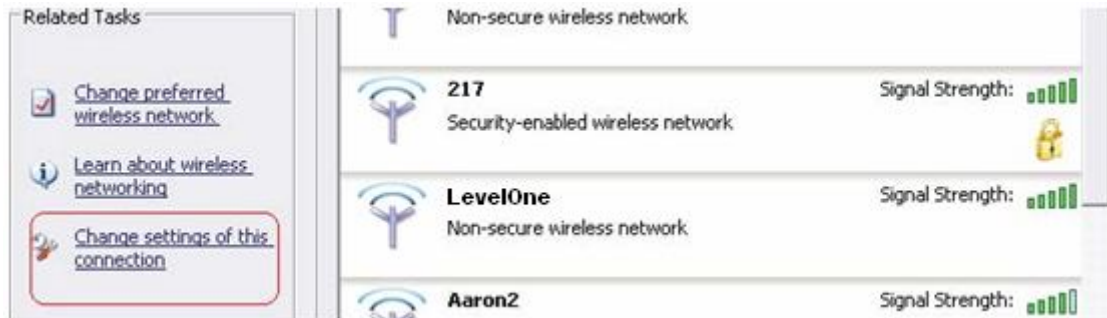 Related Tasks
Change preferred
wireless network
Learn about wireless
networking
Change settings of this
connection
Non-secure wireless network
217
Signal Strength:
Security-enabled wireless network
LevelOne
Signal Strength:
Non-secure wireless network
Aaron2
Signal Strength: